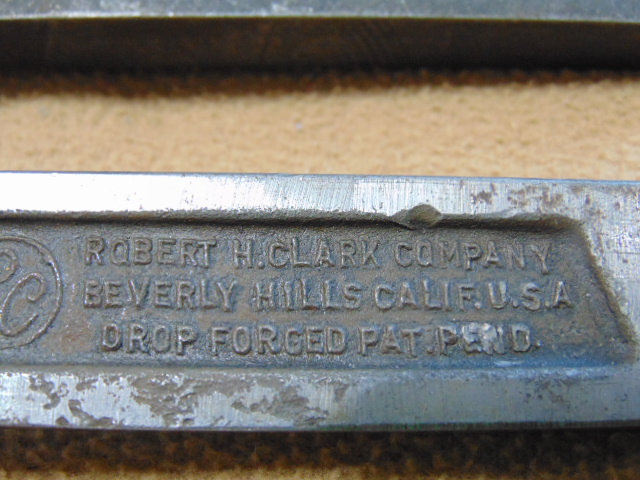 ROBERT H. CLARK COMPANY
BEVERLY HILLS CALIF. U.S.A
DROP FORGED PAT. PEND.